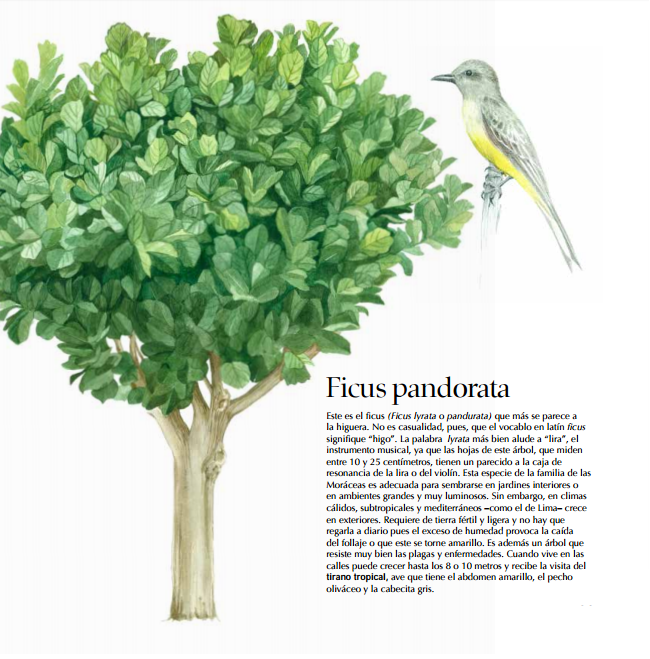 Ficus pandorata
Este es el ficus (Ficus lyrata o pandurata) que más se parece a
la higuera. No es casualidad, pues, que el vocablo en latín ficus
signifique “higo”. La palabra lyrata más bien alude a “lira”, el
instrumento musical, ya que las hojas de este árbol, que miden
entre 10 y 25 centímetros, tienen un parecido a la caja de
resonancia de la lira o del violín. Esta especie de la familia de las
Moráceas es adecuada para sembrarse en jardines interiores o
en ambientes grandes y muy luminosos. Sin embargo, en climas
cálidos, subtropicales y mediterráneos –como el de Lima– crece
en exteriores. Requiere de tierra fértil y ligera y no hay que
regarla a diario pues el exceso de humedad provoca la caída
del follaje o que este se torne amarillo. Es además un árbol que
resiste muy bien las plagas y enfermedades. Cuando vive en las
calles puede crecer hasta los 8 o 10 metros y recibe la visita del
tirano tropical, ave que tiene el abdomen amarillo, el pecho
oliváceo y la cabecita gris.